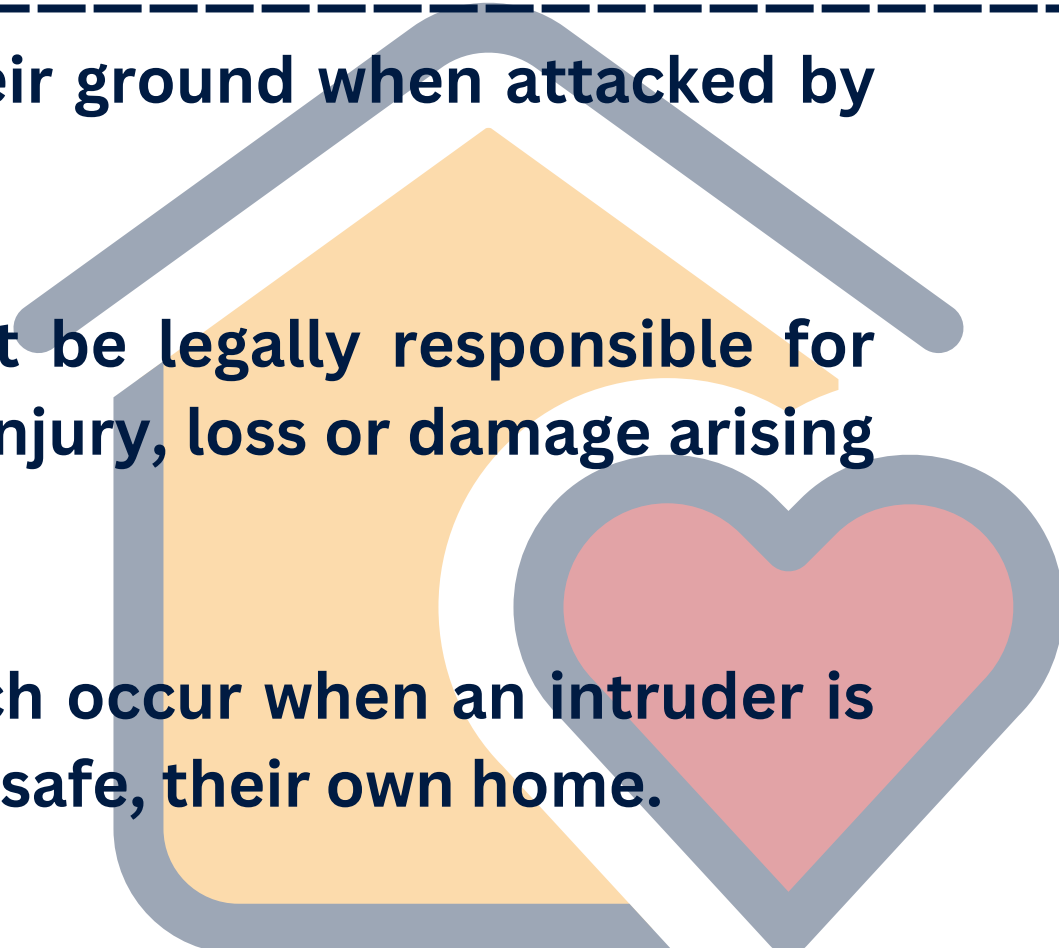 eir ground when attacked by
t be legally responsible for
njury, loss or damage arising
ch occur when an intruder is
safe, their own home.